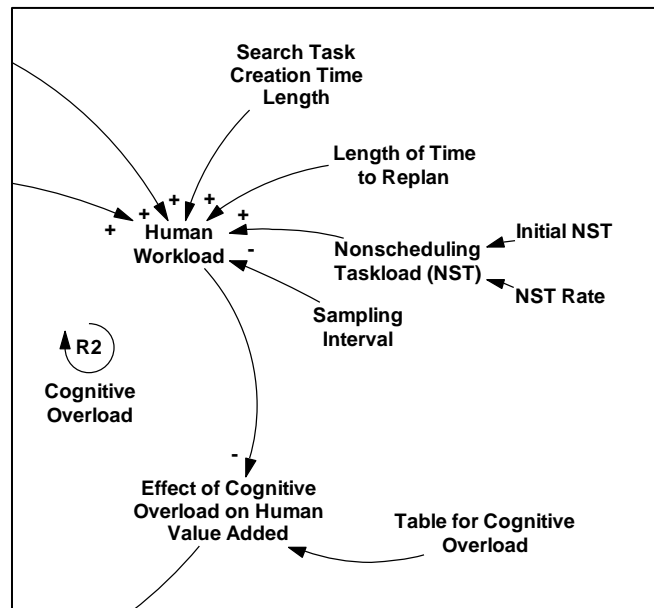 Search Task
Creation Time
Length
Length of Time
to Replan
+
+
+
+
+
-
Human
Workload
Nonscheduling
Taskload (NST)
Initial NST
NST Rate
Sampling
Interval
R2
Cognitive
Overload
-
Effect of Cognitive
Overload on Human
Value Added
Table for Cognitive
Overload